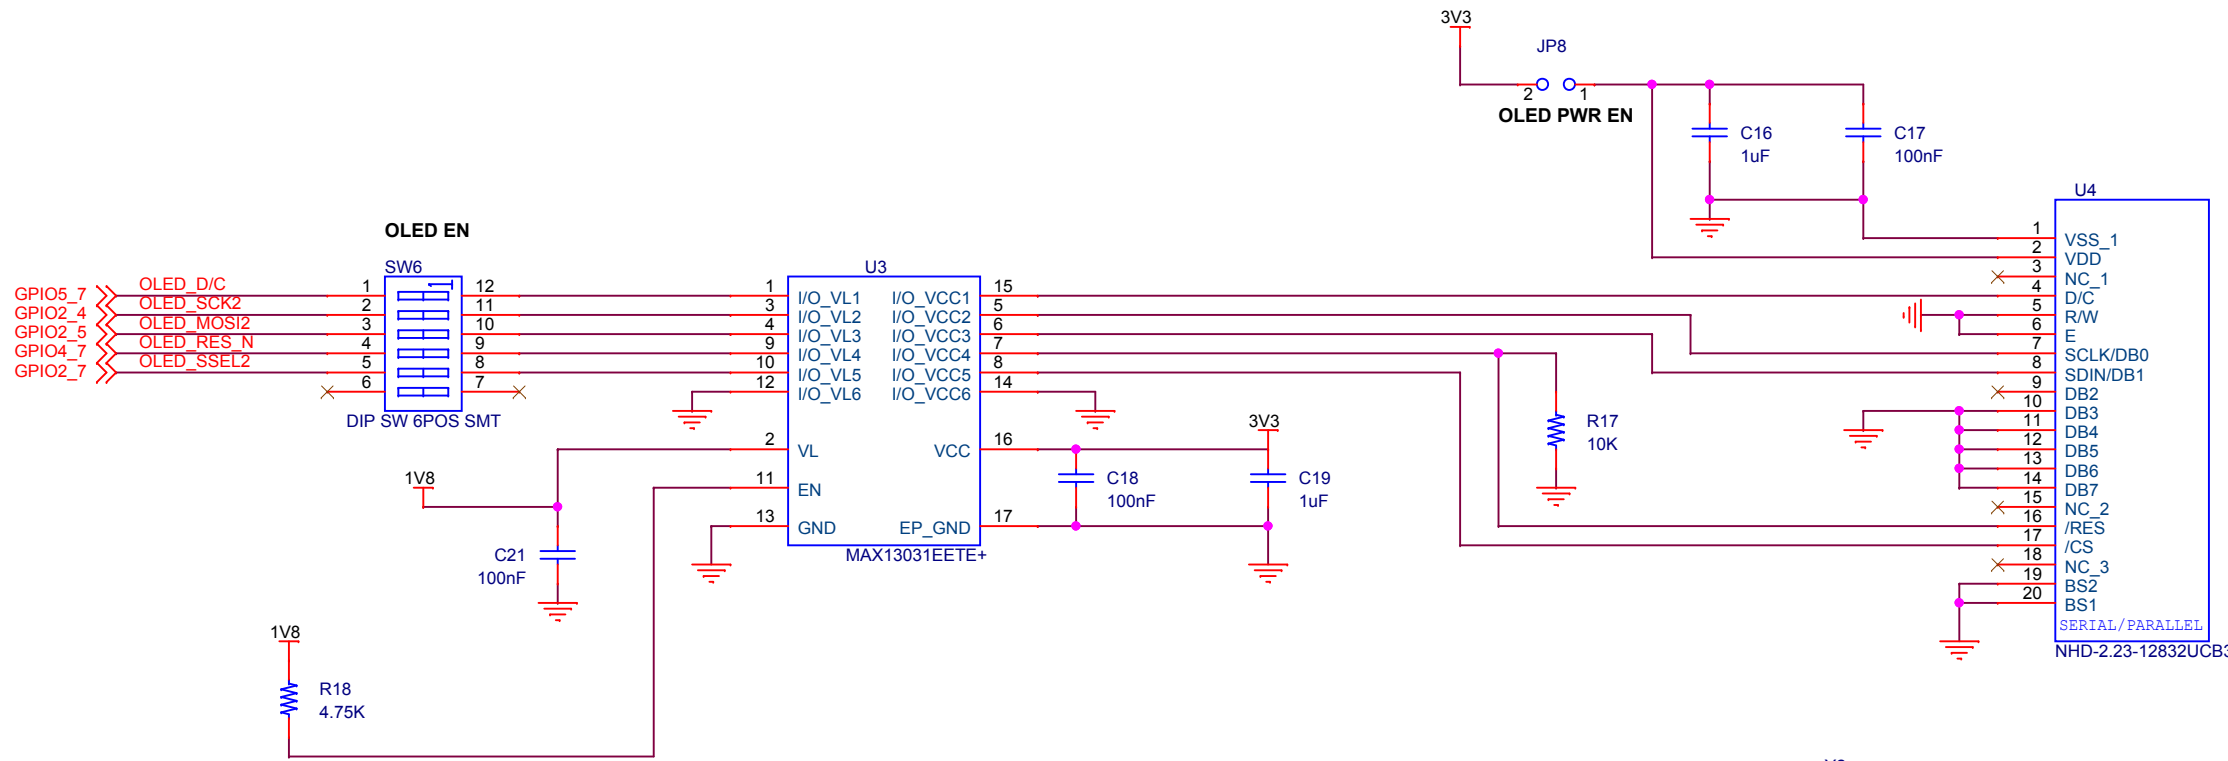 3V3
JP8
2 1
OLED PWR EN
C16
1uF
C17
100nF
OLED EN
SW6
GPIO5_7 OLED_D/C 1 12
GPIO2_4 OLED_SCK2 2 11
GPIO2_5 OLED_MOSI2 3 10
GPIO4_7 OLED_RES_N 4 9
GPIO2_7 OLED_SSEL2 5 8
6 7
1
DIP SW 6POS SMT
U3
1 I/O_VL1 I/O_VCC1 15
3 I/O_VL2 I/O_VCC2 5
4 I/O_VL3 I/O_VCC3 6
9 I/O_VL4 I/O_VCC4 7
10 I/O_VL5 I/O_VCC5 8
12 I/O_VL6 I/O_VCC6 14
2 VL VCC 16
11 EN
13 GND EP_GND 17
MAX13031EETE+
1V8
C21
100nF
1V8
R18
4.75K
3V3
C18
100nF
C19
1uF
R17
10K
U4
1 VSS_1
2 VDD
3 NC_1
4 D/C
5 R/W
6 E
7 SCLK/DB0
8 SDIN/DB1
9 DB2
10 DB3
11 DB4
12 DB5
13 DB6
14 DB7
15 NC_2
16 /RES
17 /CS
18 NC_3
19 BS2
20 BS1
SERIAL/PARALLEL
NHD-2.23-12832UCB3